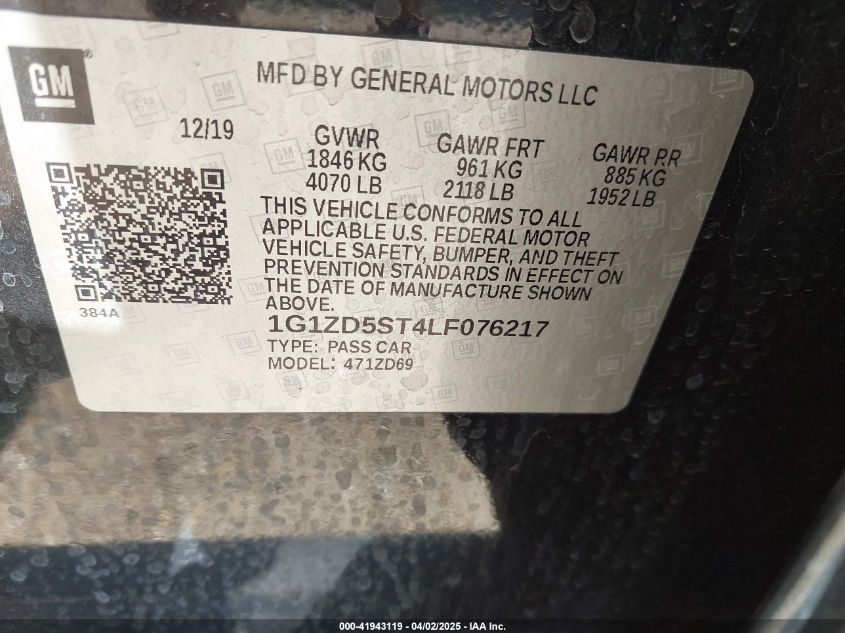 GM
MFD BY GENERAL MOTORS LLC
12/19
GVWR
1846 KG
4070 LB
GAWR FRT
961 KG
2118 LB
GAWR RR
885 KG
1952 LB
THIS VEHICLE CONFORMS TO ALL
APPLICABLE U.S. FEDERAL MOTOR
VEHICLE SAFETY, BUMPER, AND THEFT
PREVENTION STANDARDS IN EFFECT ON
THE DATE OF MANUFACTURE SHOWN
ABOVE.
384A
1G1ZD5ST4LF076217
TYPE: PASS CAR
MODEL: 471ZD69
000-41943119 - 04/02/2025 - IAA Inc.